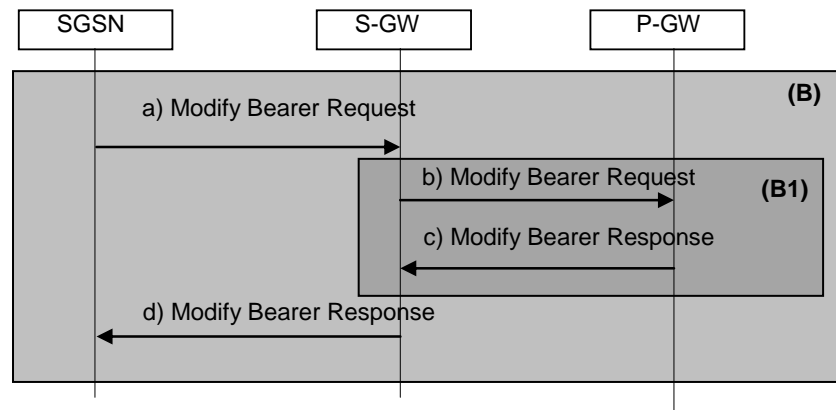 SGSN
S-GW
P-GW
(B)
a) Modify Bearer Request
b) Modify Bearer Request
(B1)
c) Modify Bearer Response
d) Modify Bearer Response